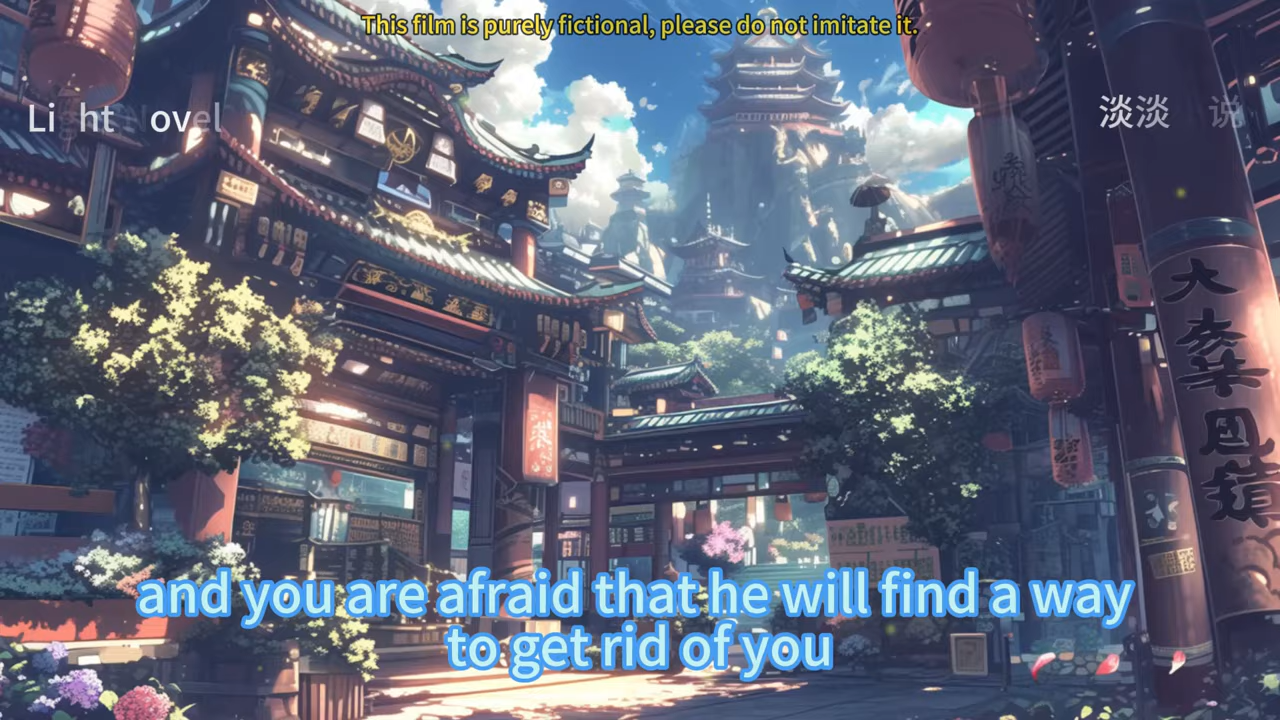 This film is purely fictional, please do not imitate it.
Li ht ovel
淡淡 说
and you are afraid that he will find a way
to get rid of you